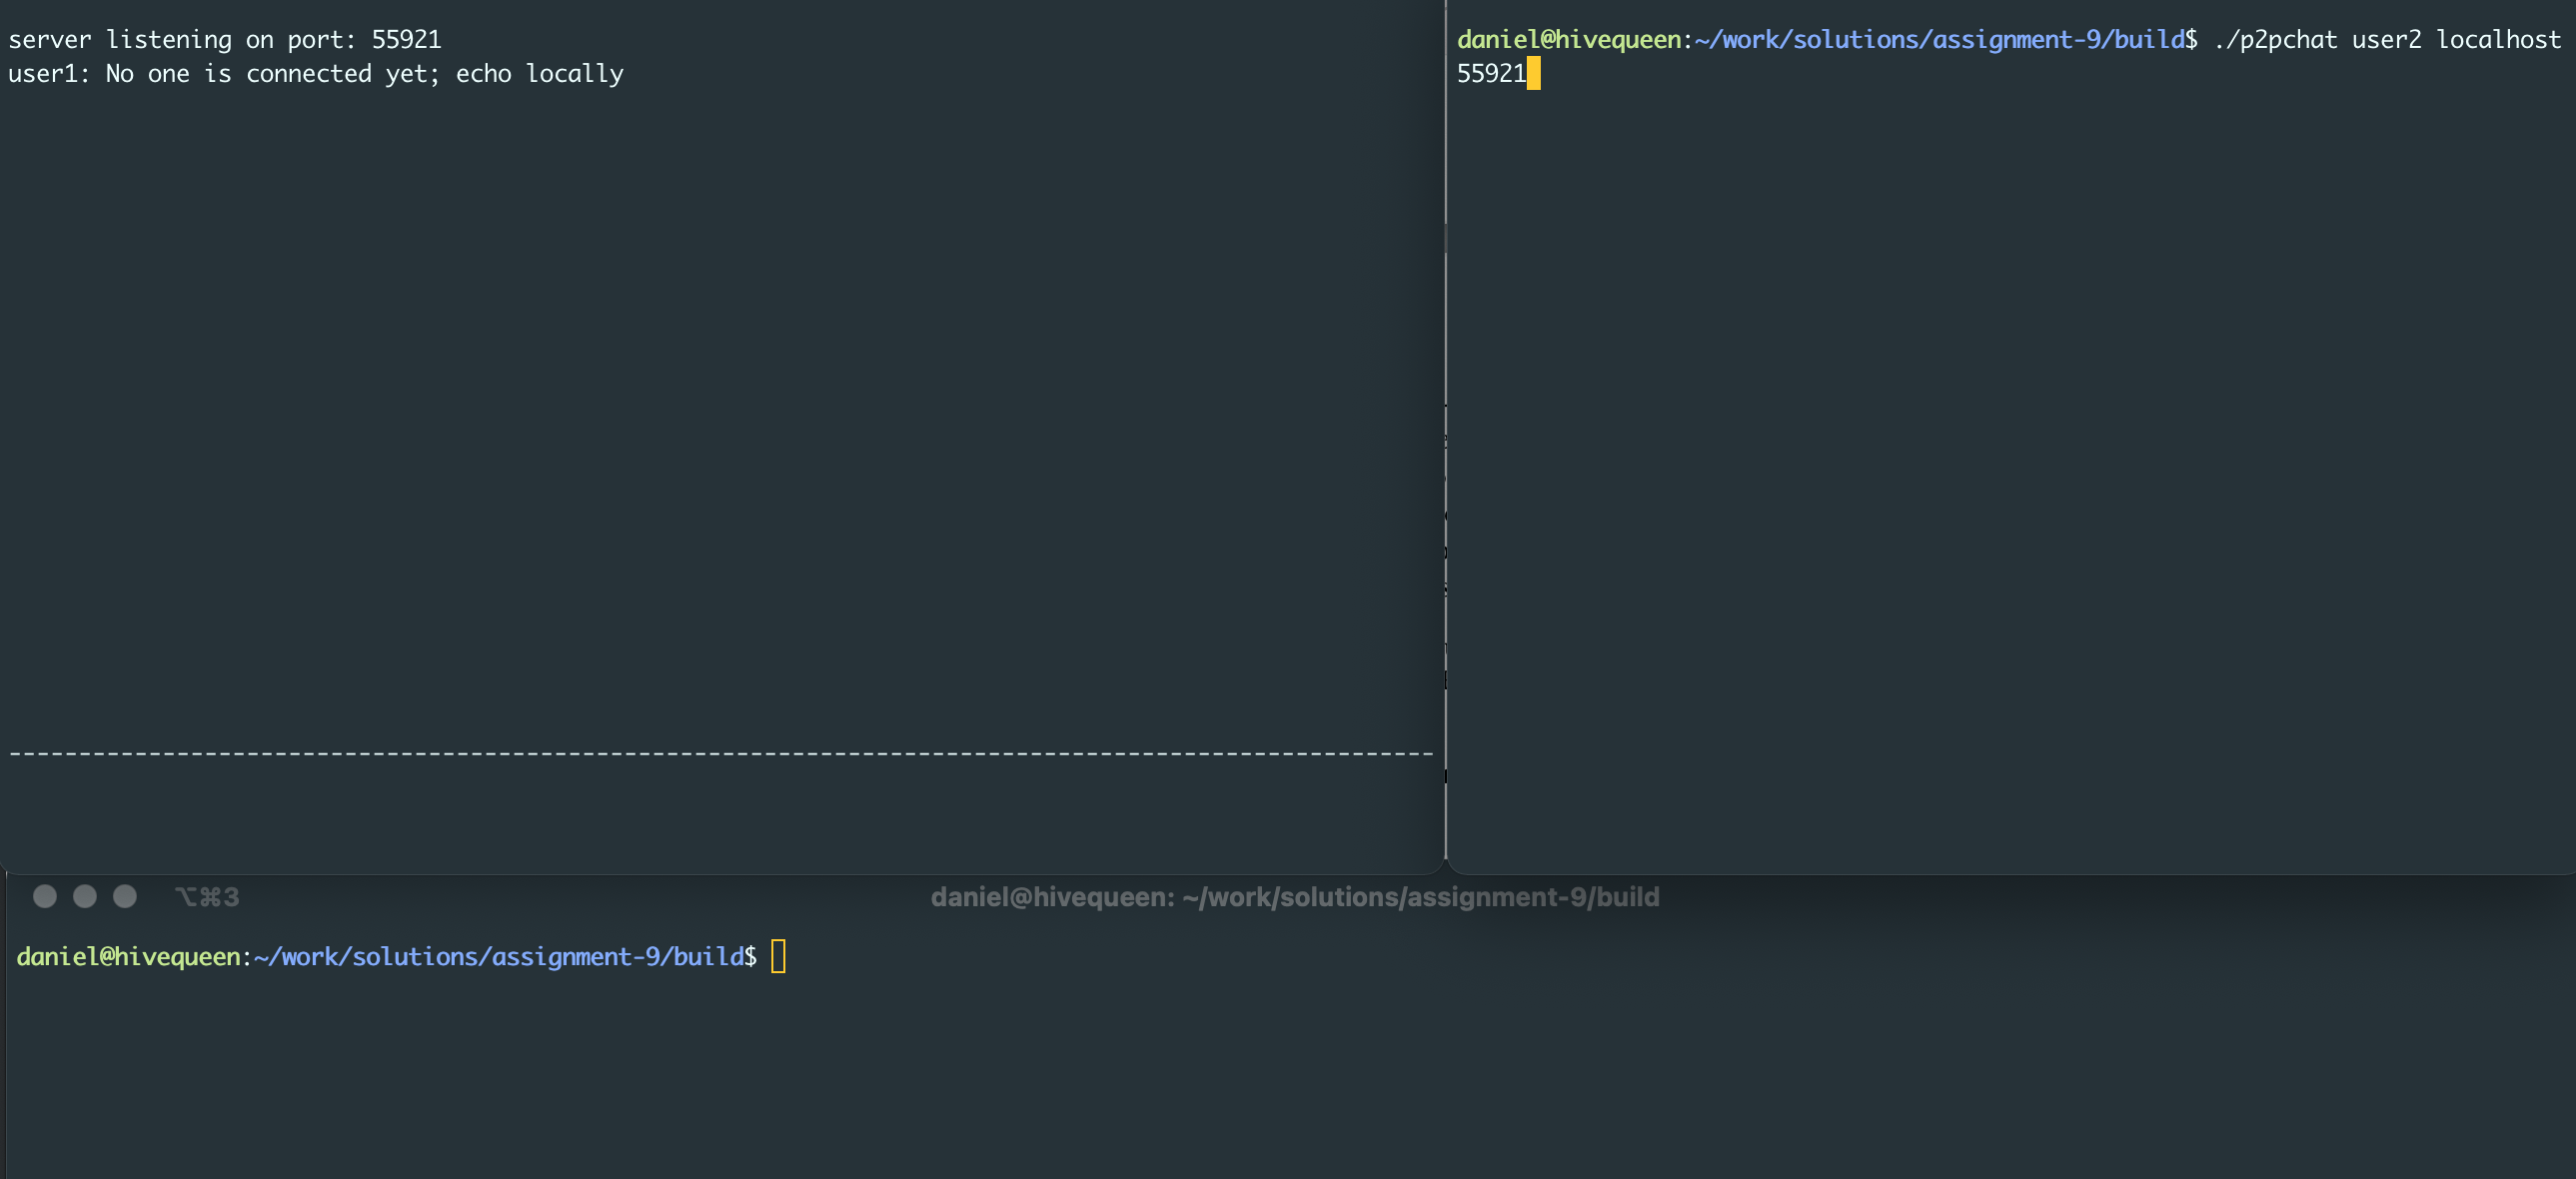 server listening on port: 55921
user1: No one is connected yet; echo locally
--------------------------------------------------------------------------------------------------------
daniel@hivequeen:~/work/solutions/assignment-9/build$ ./p2pchat user2 localhost
55921
⌥⌘3
daniel@hivequeen: ~/work/solutions/assignment-9/build
daniel@hivequeen:~/work/solutions/assignment-9/build$